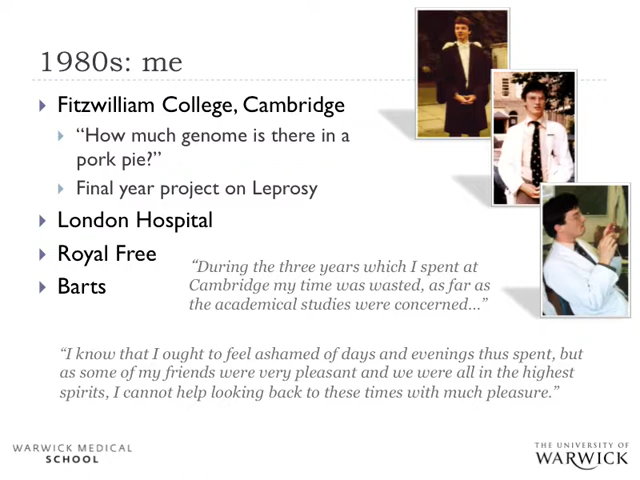 1980s: me
Fitzwilliam College, Cambridge
“How much genome is there in a
pork pie?”
Final year project on Leprosy
London Hospital
Royal Free
Barts
“During the three years which I spent at
Cambridge my time was wasted, as far as
the academical studies were concerned…”
“I know that I ought to feel ashamed of days and evenings thus spent, but
as some of my friends were very pleasant and we were all in the highest
spirits, I cannot help looking back to these times with much pleasure.”
WARWICK MEDICAL
SCHOOL
THE UNIVERSITY OF
WARWICK